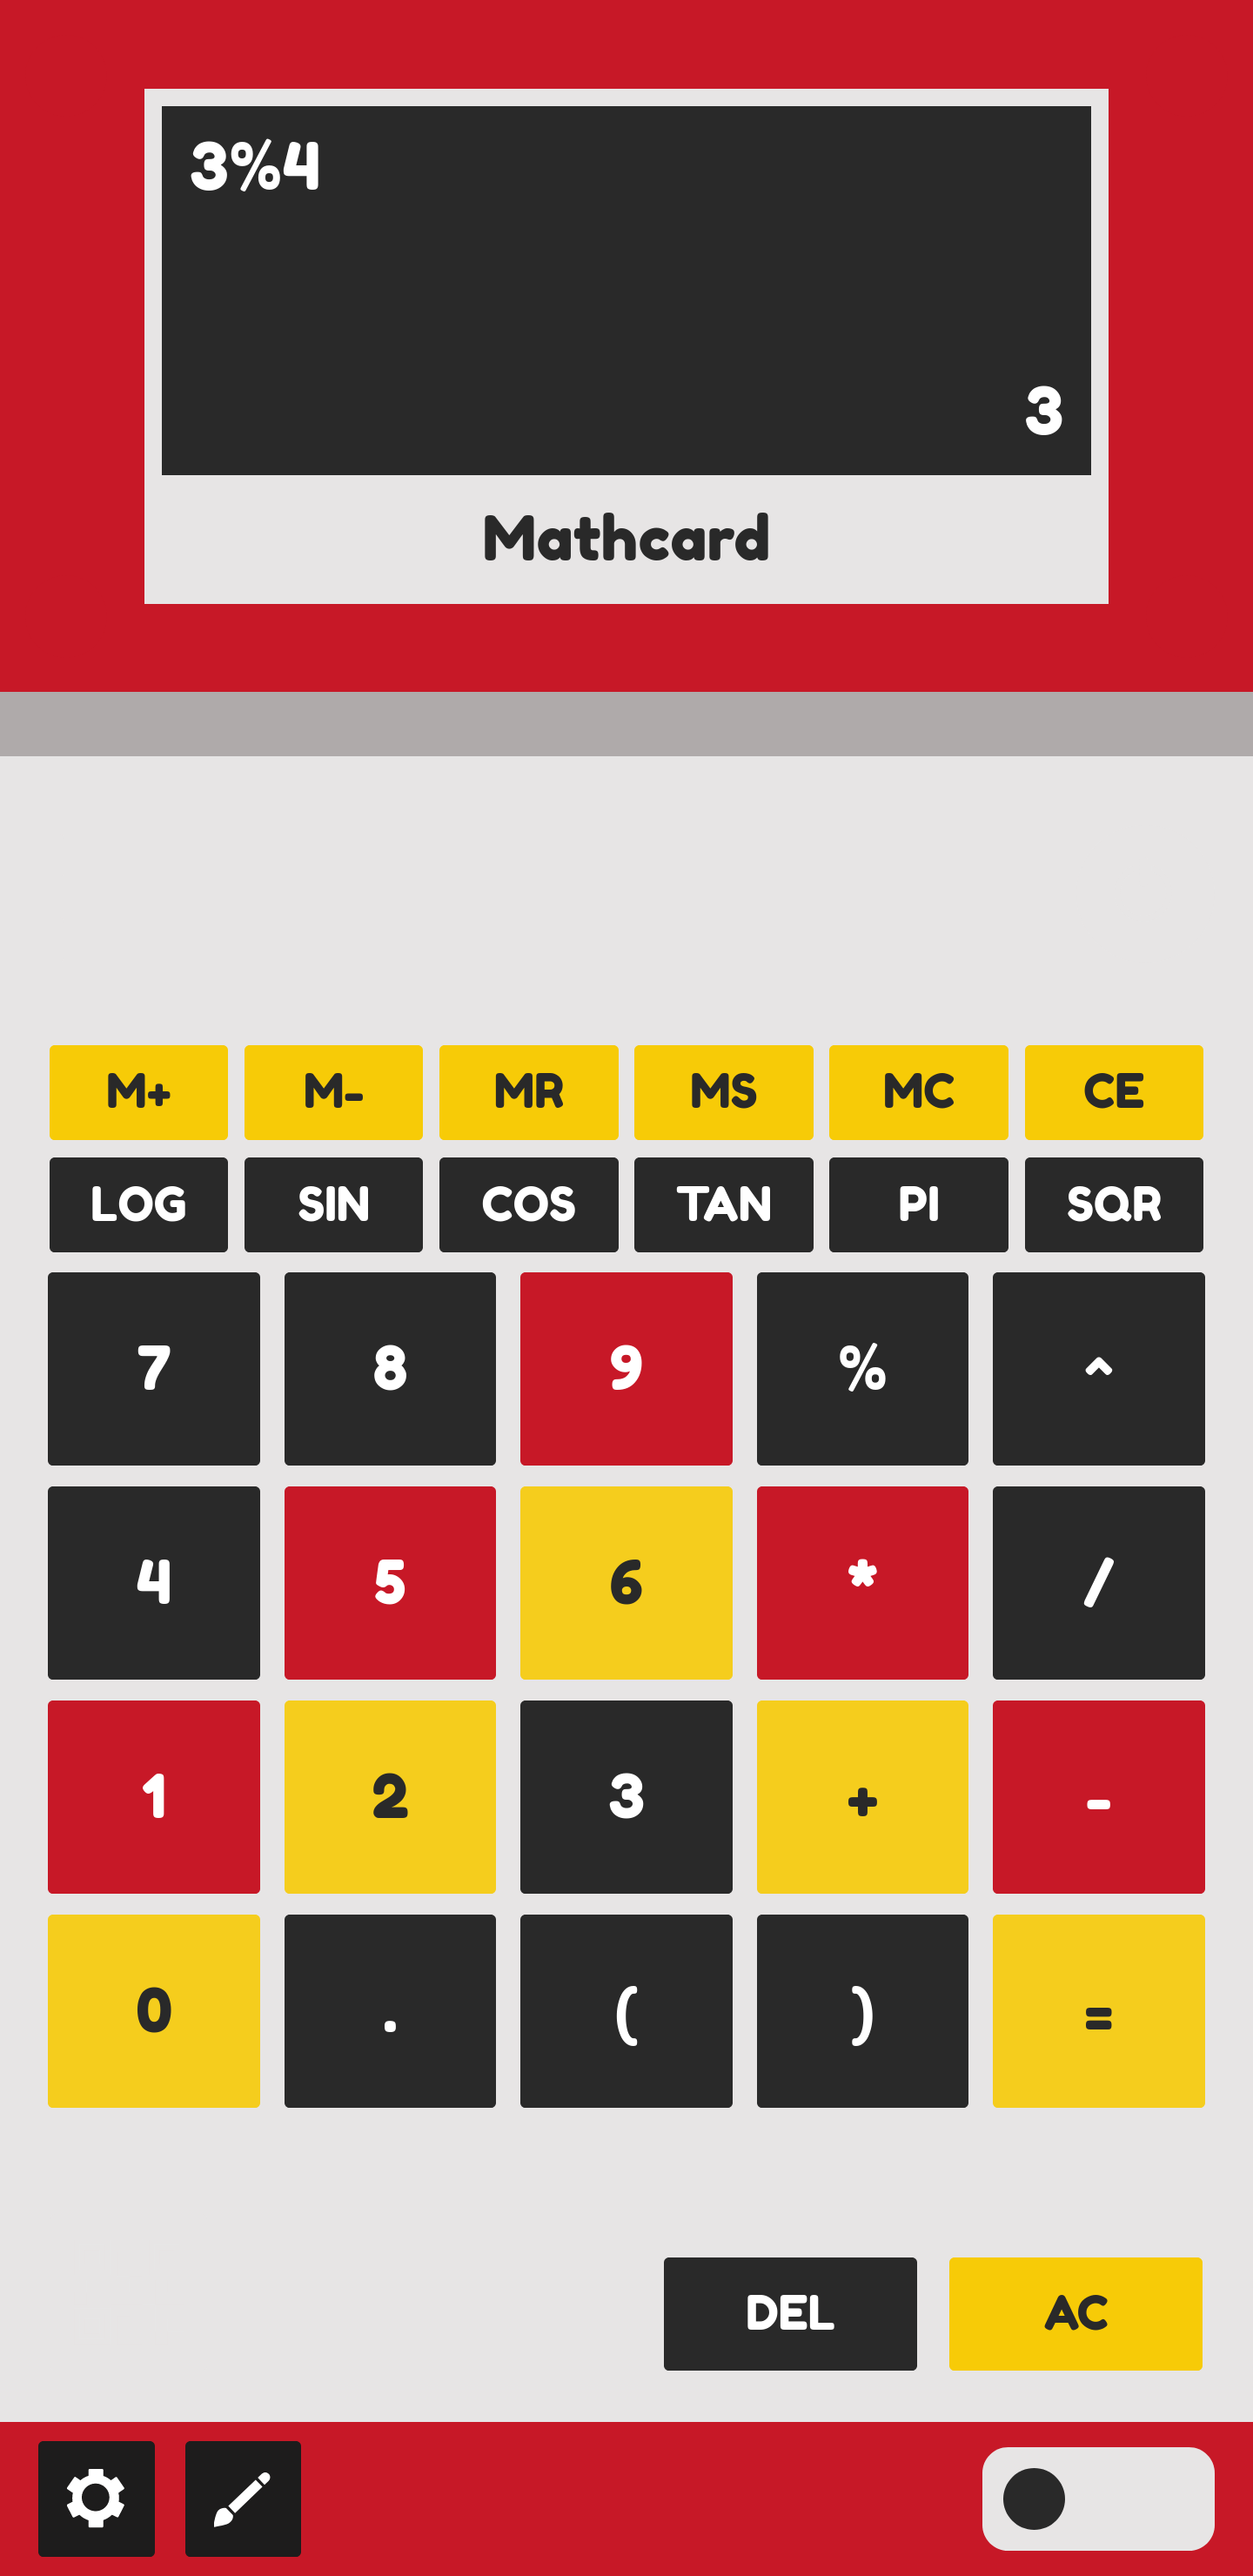 3%4
3
Mathcard
M+ M- MR MS MC CE
LOG SIN COS TAN PI SQR
7 8 9 % ^
4 5 6 * /
1 2 3 + -
0 . ( ) =
DEL AC